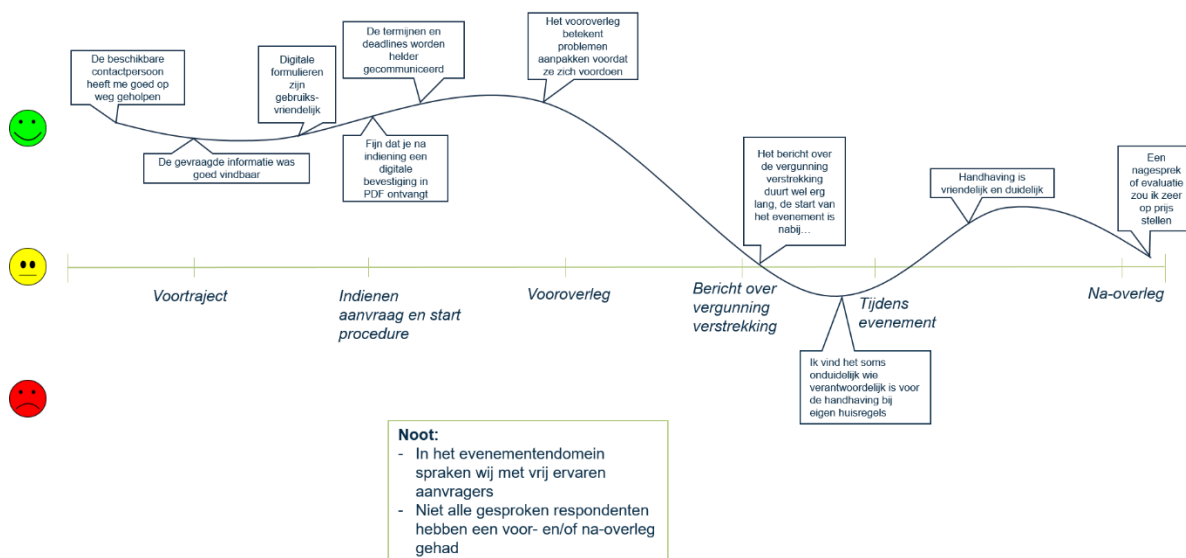 De beschikbare
contactpersoon
heeft me goed op
weg geholpen
De gevraagde informatie was
goed vindbaar
Digitale
formulieren
zijn
gebruiks-
vriendelijk
De termijnen en
deadlines worden
helder
gecommuniceerd
Fijn dat je na
indiening een
digitale
bevestiging in
PDF ontvangt
Het vooroverleg
betekent
problemen
aanpakken voordat
ze zich voordoen
Het bericht over
de vergunning
verstrekking
duurt wel erg
lang, de start van
het evenement is
nabij...
Handhaving is
vriendelijk en duidelijk
Een
nagesprek
of evaluatie
zou ik zeer
op prijs
stellen
Voortraject
Indienen
aanvraag en start
procedure
Vooroverleg
Bericht over
vergunning
verstrekking
Tijdens
evenement
Na-overleg
Ik vind het soms
onduidelijk wie
verantwoordelijk is voor
de handhaving bij
eigen huisregels
Noot:
- In het evenementendomein
spraken wij met vrij ervaren
aanvragers
- Niet alle gesproken respondenten
hebben een voor- en/of na-overleg
gehad